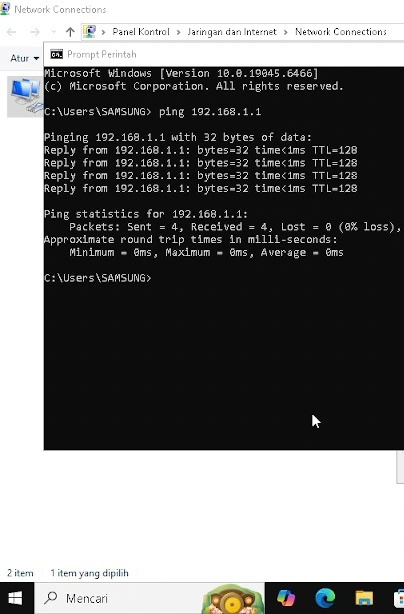 Network Connections
Panel Kontrol > Jaringan dan Internet > Network Connections
Atur
Prompt Perintah
Microsoft Windows [Version 10.0.19045.6466]
(c) Microsoft Corporation. All rights reserved.
C:\Users\SAMSUNG> ping 192.168.1.1
Pinging 192.168.1.1 with 32 bytes of data:
Reply from 192.168.1.1: bytes=32 time<1ms TTL=128
Reply from 192.168.1.1: bytes=32 time<1ms TTL=128
Reply from 192.168.1.1: bytes=32 time<1ms TTL=128
Reply from 192.168.1.1: bytes=32 time<1ms TTL=128
Ping statistics for 192.168.1.1:
Packets: Sent = 4, Received = 4, Lost = 0 (0% loss),
Approximate round trip times in milli-seconds:
Minimum = 0ms, Maximum = 0ms, Average = 0ms
C:\Users\SAMSUNG>
2 item 1 item yang dipilih
Mencari